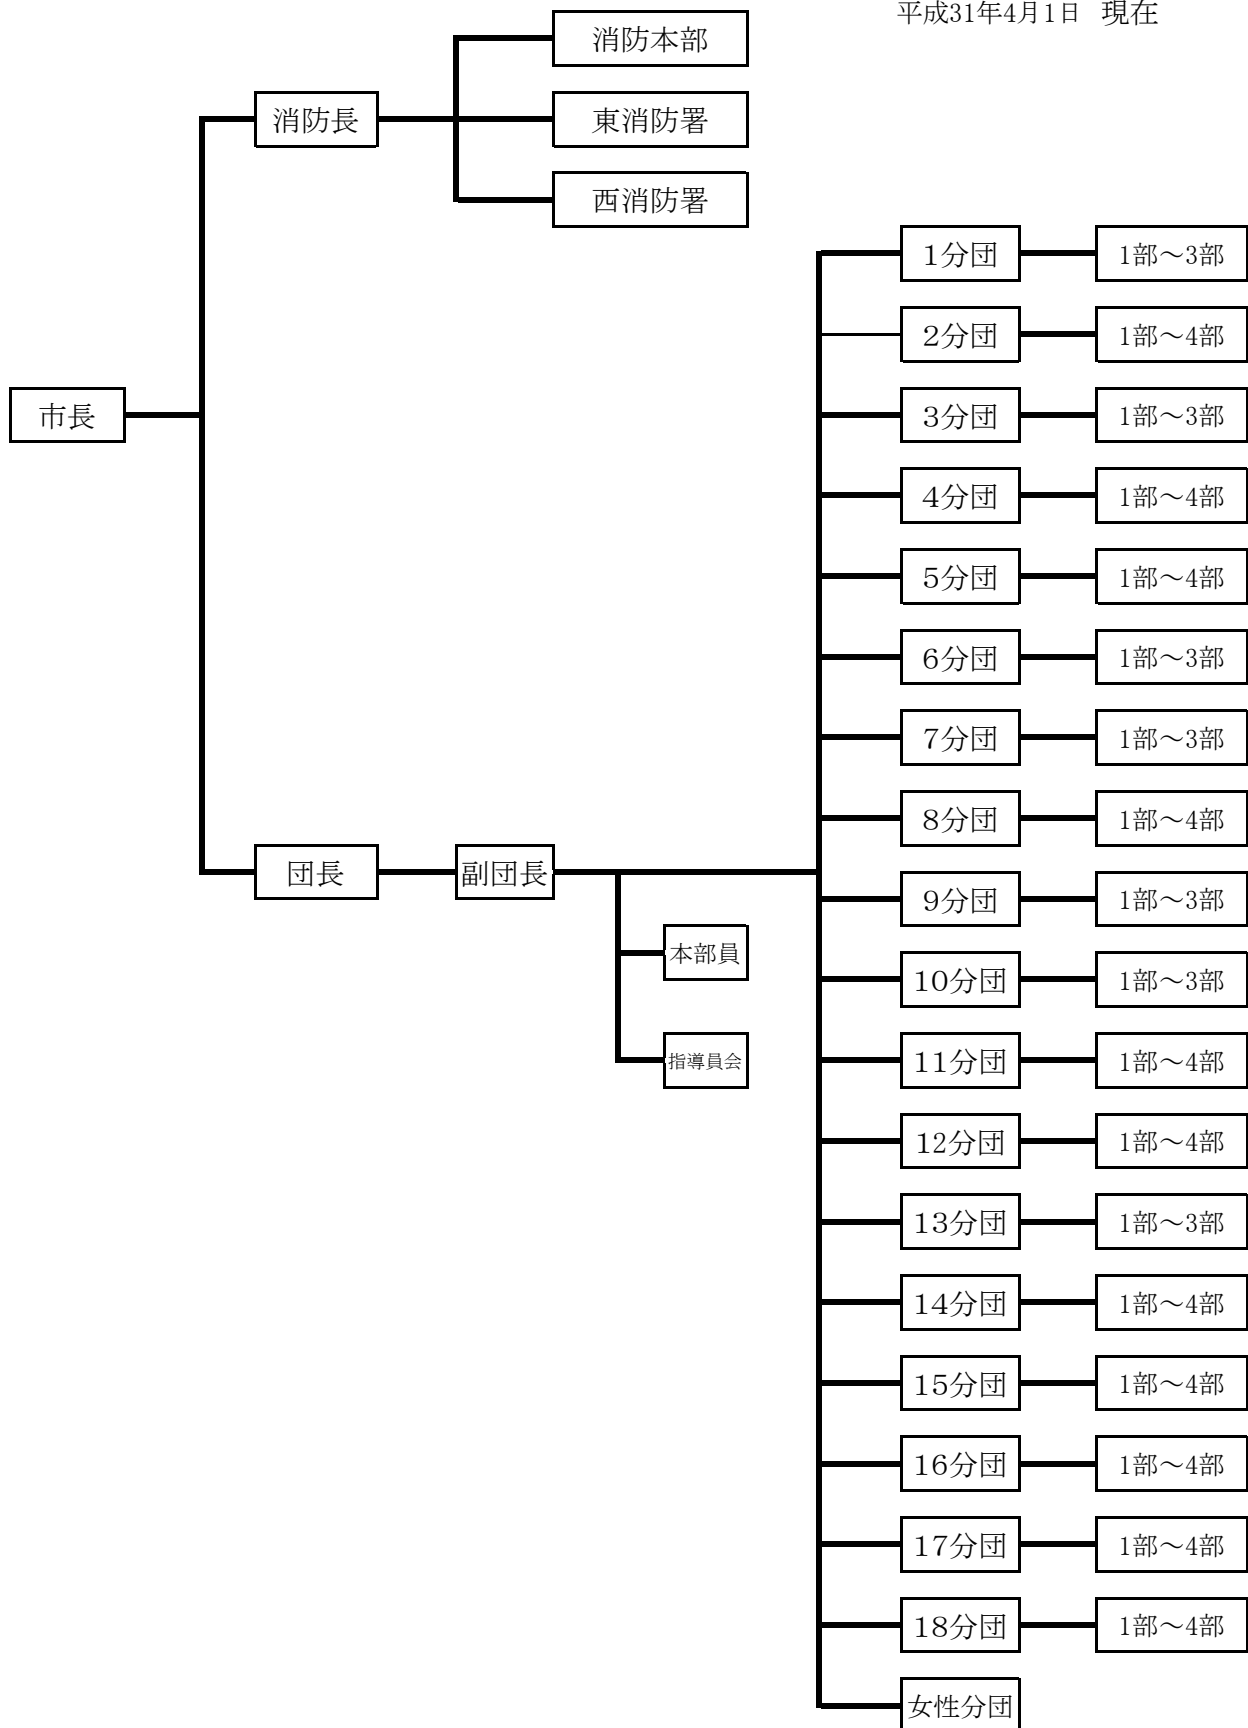 平成31年4月1日 現在
消防本部
消防長
東消防署
西消防署
1分団 1部～3部
2分団 1部～4部
市長
3分団 1部～3部
4分団 1部～4部
5分団 1部～4部
6分団 1部～3部
7分団 1部～3部
8分団 1部～4部
団長
副団長
9分団 1部～3部
本部員
10分団 1部～3部
指導員会
11分団 1部～4部
12分団 1部～4部
13分団 1部～3部
14分団 1部～4部
15分団 1部～4部
16分団 1部～4部
17分団 1部～4部
18分団 1部～4部
女性分団